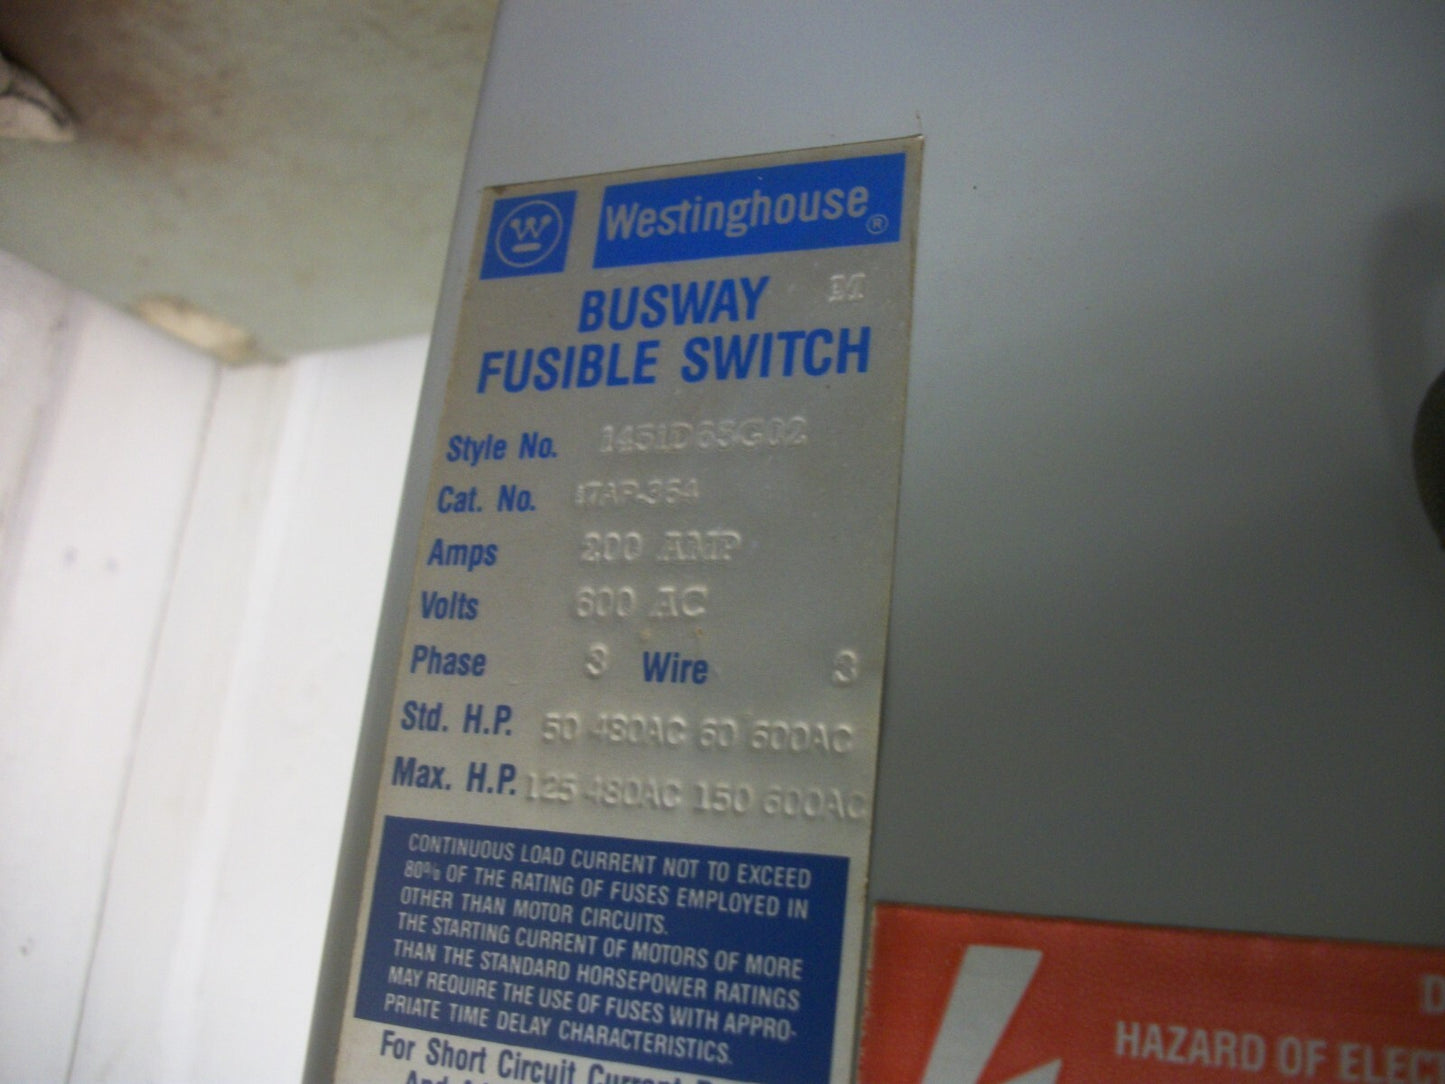 W
Westinghouse®
BUSWAY M
FUSIBLE SWITCH
Style No. 1451D63G02
Cat. No.
Amps 200 AMP
Volts 600 AC
Phase 3 Wire 3
Std. H.P. 50 480AC 60 600AC
Max. H.P. 125 480AC 150 600AC
CONTINUOUS LOAD CURRENT NOT TO EXCEED
80% OF THE RATING OF FUSES EMPLOYED IN
OTHER THAN MOTOR CIRCUITS.
THE STARTING CURRENT OF MOTORS OF MORE
THAN THE STANDARD HORSEPOWER RATINGS
MAY REQUIRE THE USE OF FUSES WITH APPRO-
PRIATE TIME DELAY CHARACTERISTICS.
For Short Circuit Current
HAZARD OF ELEC